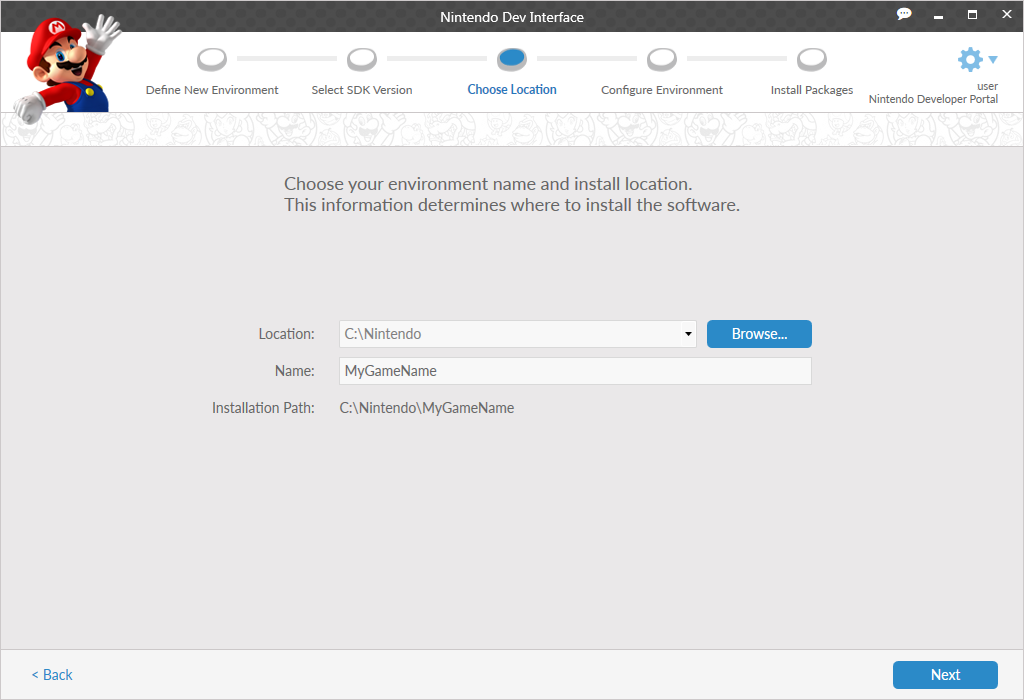 Nintendo Dev Interface
Define New Environment
Select SDK Version
Choose Location
Configure Environment
Install Packages
user
Nintendo Developer Portal
Choose your environment name and install location.
This information determines where to install the software.
Location: C:\Nintendo Browse...
Name: MyGameName
Installation Path: C:\Nintendo\MyGameName
< Back Next